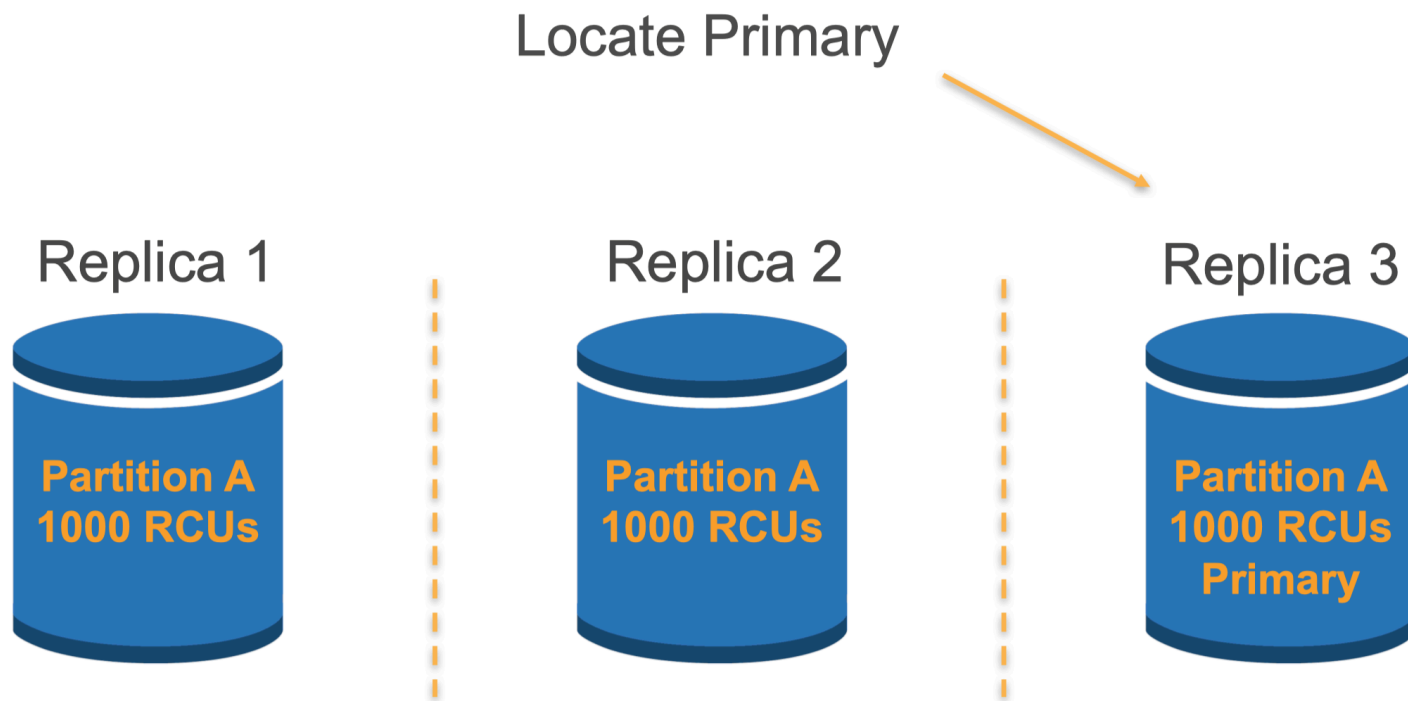 Locate Primary
Replica 1
Replica 2
Replica 3
Partition A
1000 RCUs
Partition A
1000 RCUs
Partition A
1000 RCUs
Primary